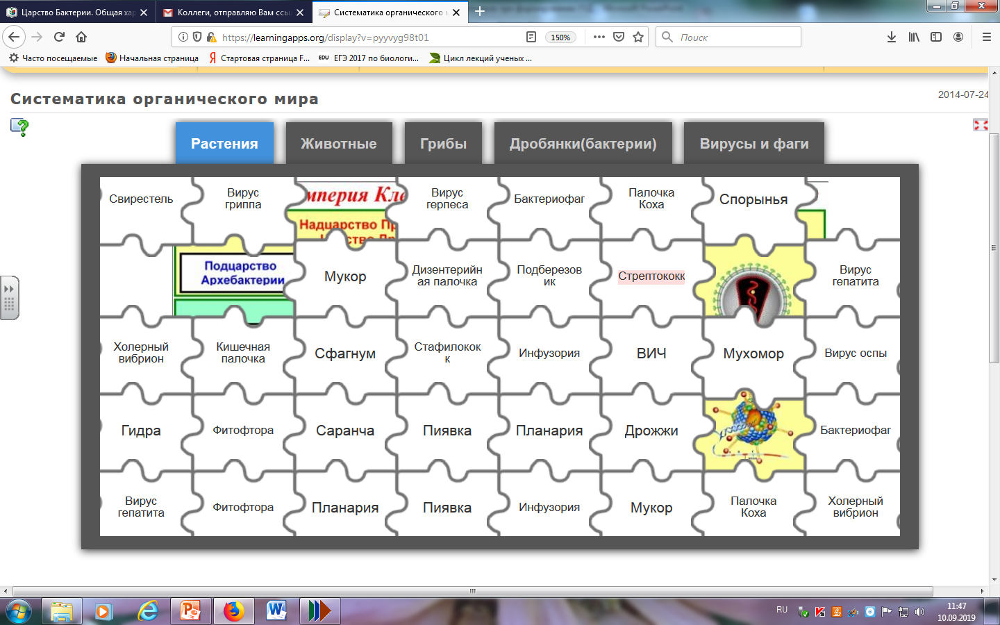 Царство Бактерии. Общая хар
Коллеги, отправляю Вам ссы
Систематика органического м
https://learningapps.org/display?v=pyyvyg98t01
150%
Поиск
Часто посещаемые
Начальная страница
Стартовая страница F...
EDU ЕГЭ 2017 по биологи...
Цикл лекций ученых ...
Систематика органического мира
2014-07-24
Растения
Животные
Грибы
Дробянки(бактерии)
Вирусы и фаги
Свирестель
Вирус
гриппа
мперия Кле
Надцарство Пр
Вирус
герпеса
Бактериофаг
Палочка
Коха
Спорынья
Подцарство
Архебактерии
Мукор
Дизентерийн
ая палочка
Подберезов
ик
Стрептококк
Вирус
гепатита
Холерный
вибрион
Кишечная
палочка
Сфагнум
Стафилокок
к
Инфузория
ВИЧ
Мухомор
Вирус оспы
Гидра
Фитофтора
Саранча
Пиявка
Планария
Дрожжи
Бактериофаг
Вирус
гепатита
Фитофтора
Планария
Пиявка
Инфузория
Мукор
Палочка
Коха
Холерный
вибрион
RU
11:47
10.09.2019